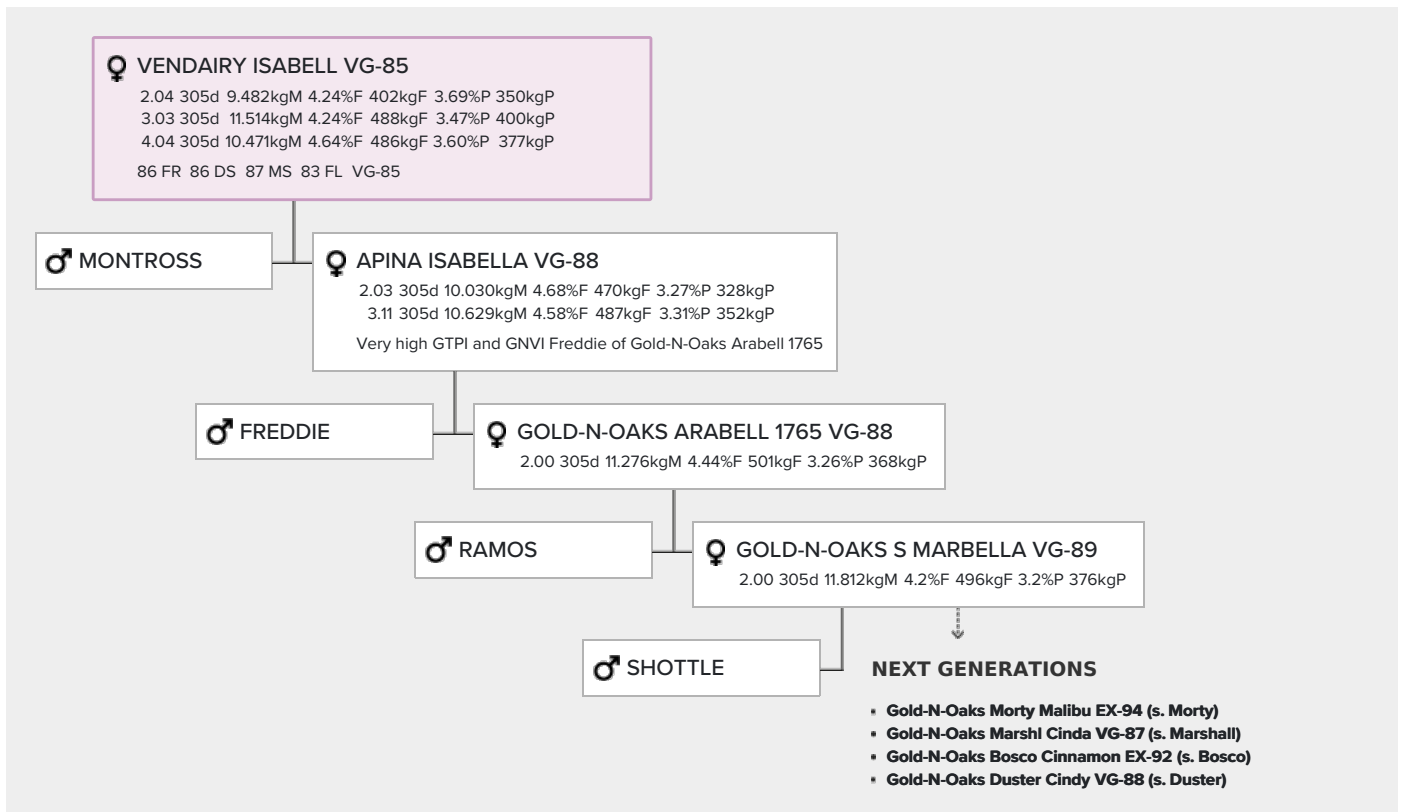 VENDAIRY ISABELL VG-85
2.04 305d 9.482kgM 4.24%F 402kgF 3.69%P 350kgP
3.03 305d 11.514kgM 4.24%F 488kgF 3.47%P 400kgP
4.04 305d 10.471kgM 4.64%F 486kgF 3.60%P 377kgP
86 FR 86 DS 87 MS 83 FL VG-85
MONTROSS
APINA ISABELLA VG-88
2.03 305d 10.030kgM 4.68%F 470kgF 3.27%P 328kgP
3.11 305d 10.629kgM 4.58%F 487kgF 3.31%P 352kgP
Very high GTPI and GNVI Freddie of Gold-N-Oaks Arabell 1765
FREDDIE
GOLD-N-OAKS ARABELL 1765 VG-88
2.00 305d 11.276kgM 4.44%F 501kgF 3.26%P 368kgP
RAMOS
GOLD-N-OAKS S MARBELLA VG-89
2.00 305d 11.812kgM 4.2%F 496kgF 3.2%P 376kgP
SHOTTLE
NEXT GENERATIONS
Gold-N-Oaks Morty Malibu EX-94 (s. Morty)
Gold-N-Oaks Marshl Cinda VG-87 (s. Marshall)
Gold-N-Oaks Bosco Cinnamon EX-92 (s. Bosco)
Gold-N-Oaks Duster Cindy VG-88 (s. Duster)